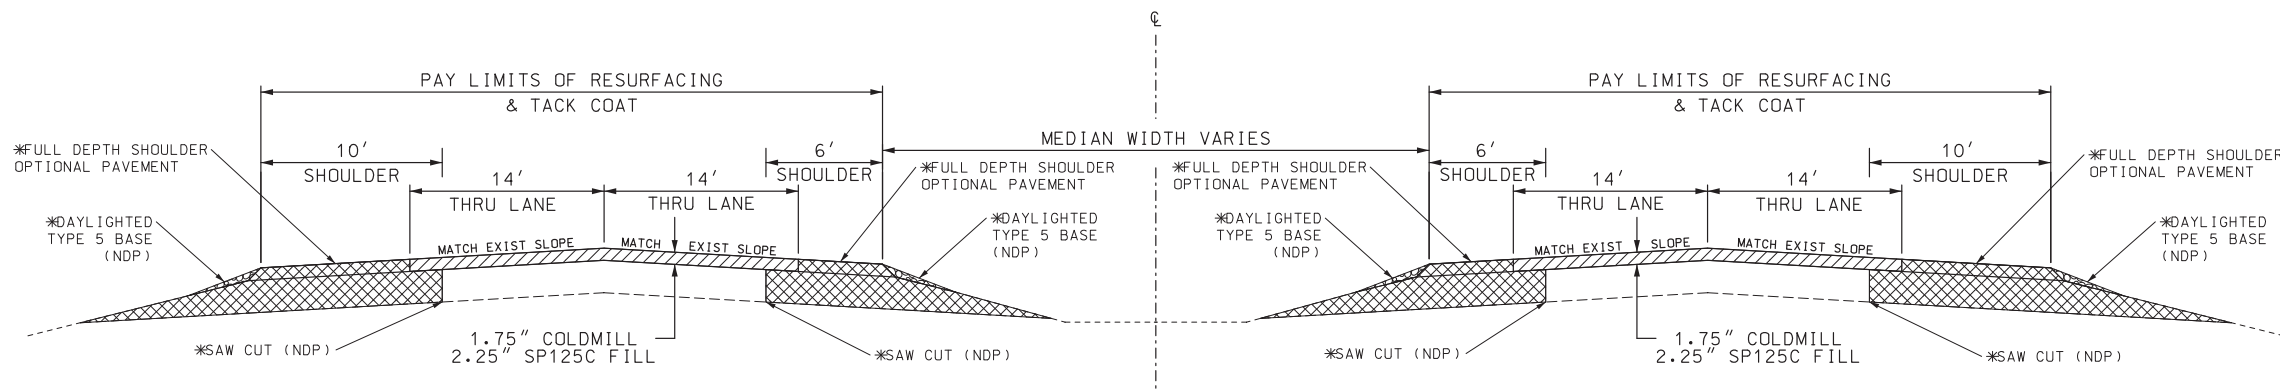 ℄
PAY LIMITS OF RESURFACING
& TACK COAT
PAY LIMITS OF RESURFACING
& TACK COAT
MEDIAN WIDTH VARIES
*FULL DEPTH SHOULDER
OPTIONAL PAVEMENT
10'
SHOULDER
14'
THRU LANE
14'
THRU LANE
6'
SHOULDER
*FULL DEPTH SHOULDER
OPTIONAL PAVEMENT
*FULL DEPTH SHOULDER
OPTIONAL PAVEMENT
6'
SHOULDER
14'
THRU LANE
14'
THRU LANE
10'
SHOULDER
*FULL DEPTH SHOULDER
OPTIONAL PAVEMENT
*DAYLIGHTED
TYPE 5 BASE
(NDP)
MATCH EXIST SLOPE
MATCH EXIST SLOPE
*DAYLIGHTED
TYPE 5 BASE
(NDP)
*DAYLIGHTED
TYPE 5 BASE
(NDP)
MATCH EXIST SLOPE
MATCH EXIST SLOPE
*DAYLIGHTED
TYPE 5 BASE
(NDP)
*SAW CUT (NDP)
1.75" COLDMILL
2.25" SP125C FILL
*SAW CUT (NDP)
*SAW CUT (NDP)
1.75" COLDMILL
2.25" SP125C FILL
*SAW CUT (NDP)